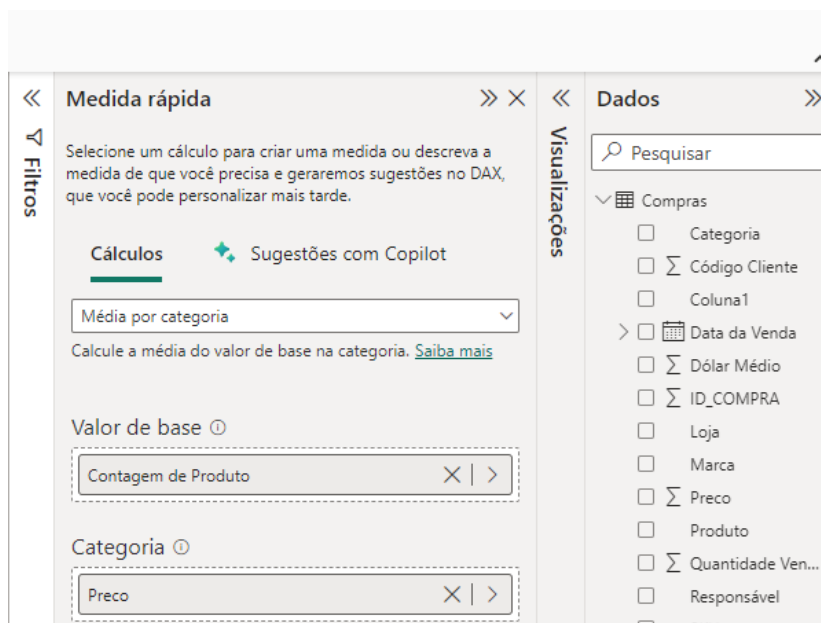 Filtros
Medida rápida
Selecione um cálculo para criar uma medida ou descreva a
medida de que você precisa e geraremos sugestões no DAX,
que você pode personalizar mais tarde.
Cálculos
Sugestões com Copilot
Média por categoria
Calcule a média do valor de base na categoria. Saiba mais
Valor de base
Contagem de Produto
Categoria
Preco
Visualizações
Dados
Pesquisar
Compras
Categoria
Código Cliente
Coluna1
Data da Venda
Dólar Médio
ID_COMPRA
Loja
Marca
Preco
Produto
Quantidade Ven...
Responsável